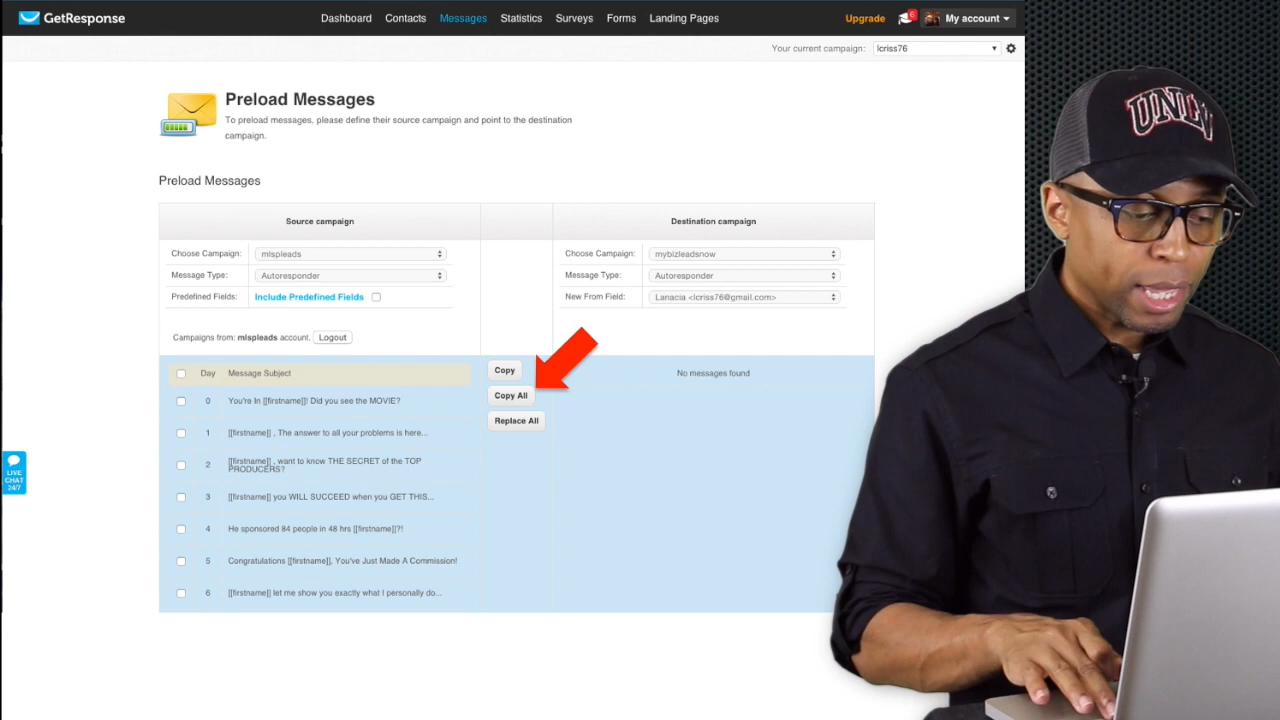 GetResponse
Dashboard Contacts Messages Statistics Surveys Forms Landing Pages
Upgrade 6 My account
Your current campaign: lcriss76
Preload Messages
To preload messages, please define their source campaign and point to the destination
campaign.
Preload Messages
Source campaign
Destination campaign
Choose Campaign: mlspleads
Choose Campaign: mybizleadsnow
Message Type: Autoresponder
Message Type: Autoresponder
Predefined Fields: Include Predefined Fields
New From Field: Lanacia <lcriss76@gmail.com>
Campaigns from: mlspleads account. Logout
Day Message Subject
Copy
No messages found
Copy All
0 You're In [[firstname]]! Did you see the MOVIE?
Replace All
1 [[firstname]] , The answer to all your problems is here...
2 [[firstname]] , want to know THE SECRET of the TOP
PRODUCERS?
3 [[firstname]] you WILL SUCCEED when you GET THIS...
4 He sponsored 84 people in 48 hrs [[firstname]]?!
5 Congratulations [[firstname]], You've Just Made A Commission!
6 [[firstname]] let me show you exactly what I personally do...
LIVE
CHAT
24/7
UNLV